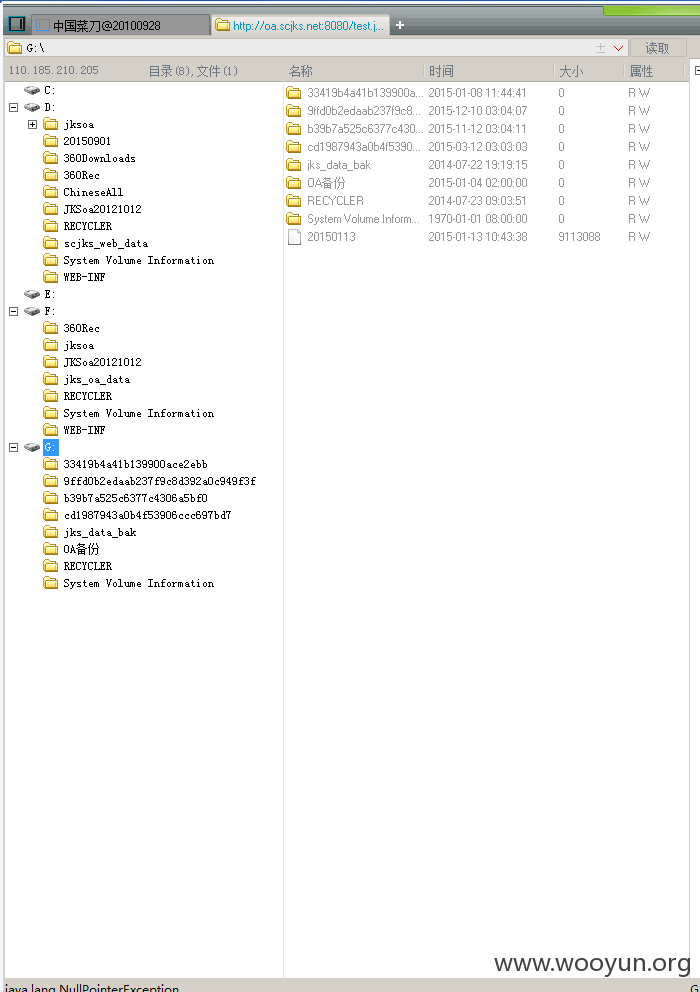 中国菜刀@20100928
http://oa.scjks.net:8080/test.j...
+
G:\
读取
110.185.210.205 目录(8),文件(1)
名称 时间 大小 属性
C:
D:
jksoa
20150901
360Downloads
360Rec
ChineseAll
JKSoa20121012
RECYCLER
scjks_web_data
System Volume Information
WEB-INF
E:
F:
360Rec
jksoa
JKSoa20121012
jks_oa_data
RECYCLER
System Volume Information
WEB-INF
G:
33419b4a41b139900ace2ebb
9ffd0b2edaab237f9c8d392a0c949f3f
b39b7a525c6377c4306a5bf0
cd1987943a0b4f53906ccc697bd7
jks_data_bak
OA备份
RECYCLER
System Volume Information
33419b4a41b139900a... 2015-01-08 11:44:41 0 R W
9ffd0b2edaab237f9c8... 2015-12-10 03:04:07 0 R W
b39b7a525c6377c430... 2015-11-12 03:04:11 0 R W
cd1987943a0b4f5390... 2015-03-12 03:03:03 0 R W
jks_data_bak 2014-07-22 19:19:15 0 R W
OA备份 2015-01-04 02:00:00 0 R W
RECYCLER 2014-07-23 09:03:51 0 R W
System Volume Inform... 1970-01-01 08:00:00 0 R W
20150113 2015-01-13 10:43:38 9113088 R W
www.wooyun.org
java.lang.NullPointerException
G